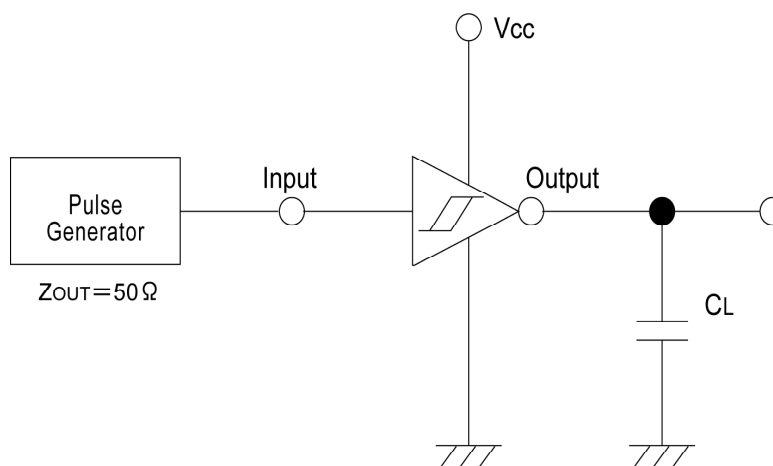 Vcc
Input
Output
Pulse
Generator
ZOUT=50Ω
CL